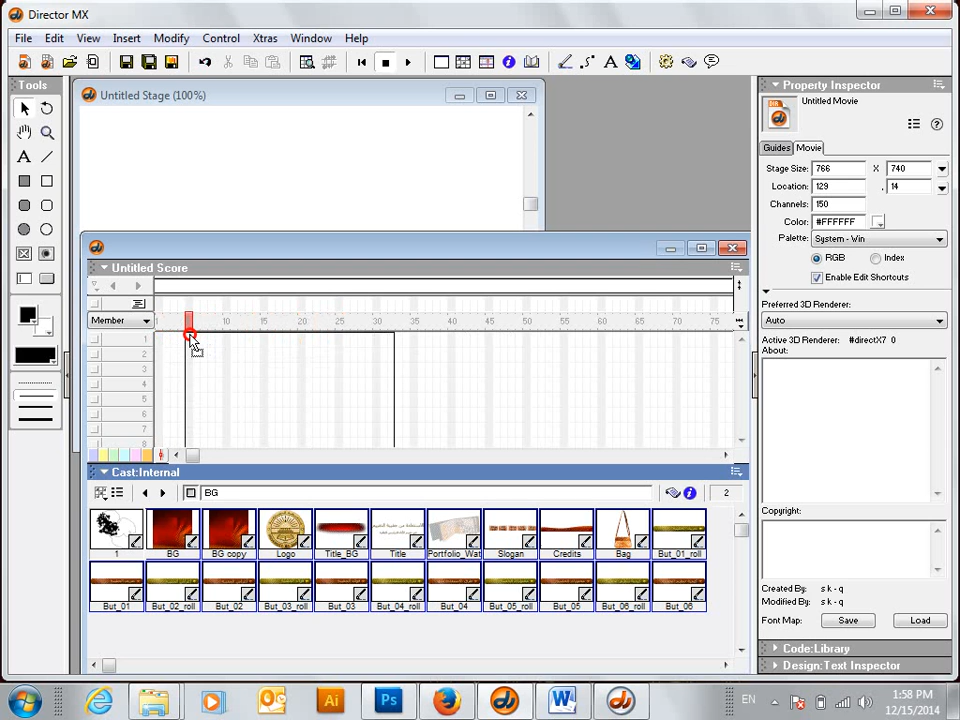 Director MX
File Edit View Insert Modify Control Xtras Window Help
Tools
Untitled Stage (100%)
Property Inspector
Untitled Movie
Guides Movie
Stage Size: 766 X 740
Location: 129 , 14
Channels: 150
Color: #FFFFFF
Palette: System - Win
RGB Index
Enable Edit Shortcuts
Preferred 3D Renderer:
Auto
Active 3D Renderer: #directX7 0
About:
Copyright:
Created By: s k - q
Modified By: s k - q
Font Map: Save Load
Code:Library
Design:Text Inspector
Untitled Score
Member 1 10 15 20 25 30 35 40 45 50 55 60 65 70 75
1
2
3
4
5
6
7
8
Cast:Internal
BG 2
1 BG BG copy Logo Title_BG Title Portfolio_Wat Slogan Credits Bag But_01_roll
But_01 But_02_roll But_02 But_03_roll But_03 But_04_roll But_04 But_05_roll But_05 But_06_roll But_06
EN 1:58 PM
12/15/2014